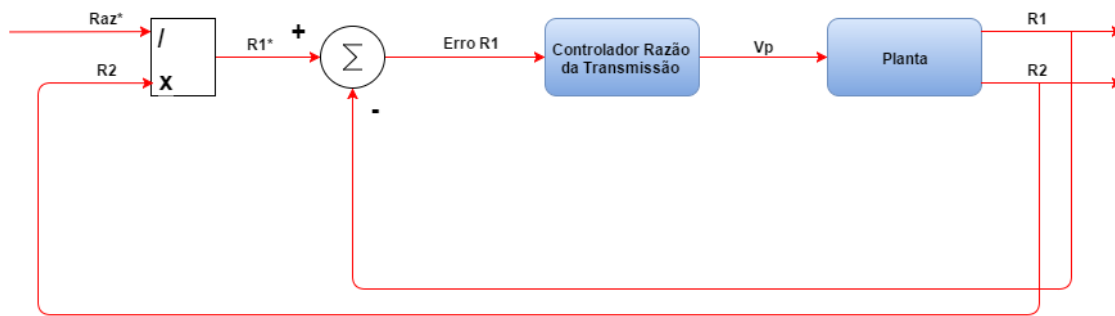 Raz*
/
R2
X
R1*
+
Σ
-
Erro R1
Controlador Razão
da Transmissão
Vp
Planta
R1
R2